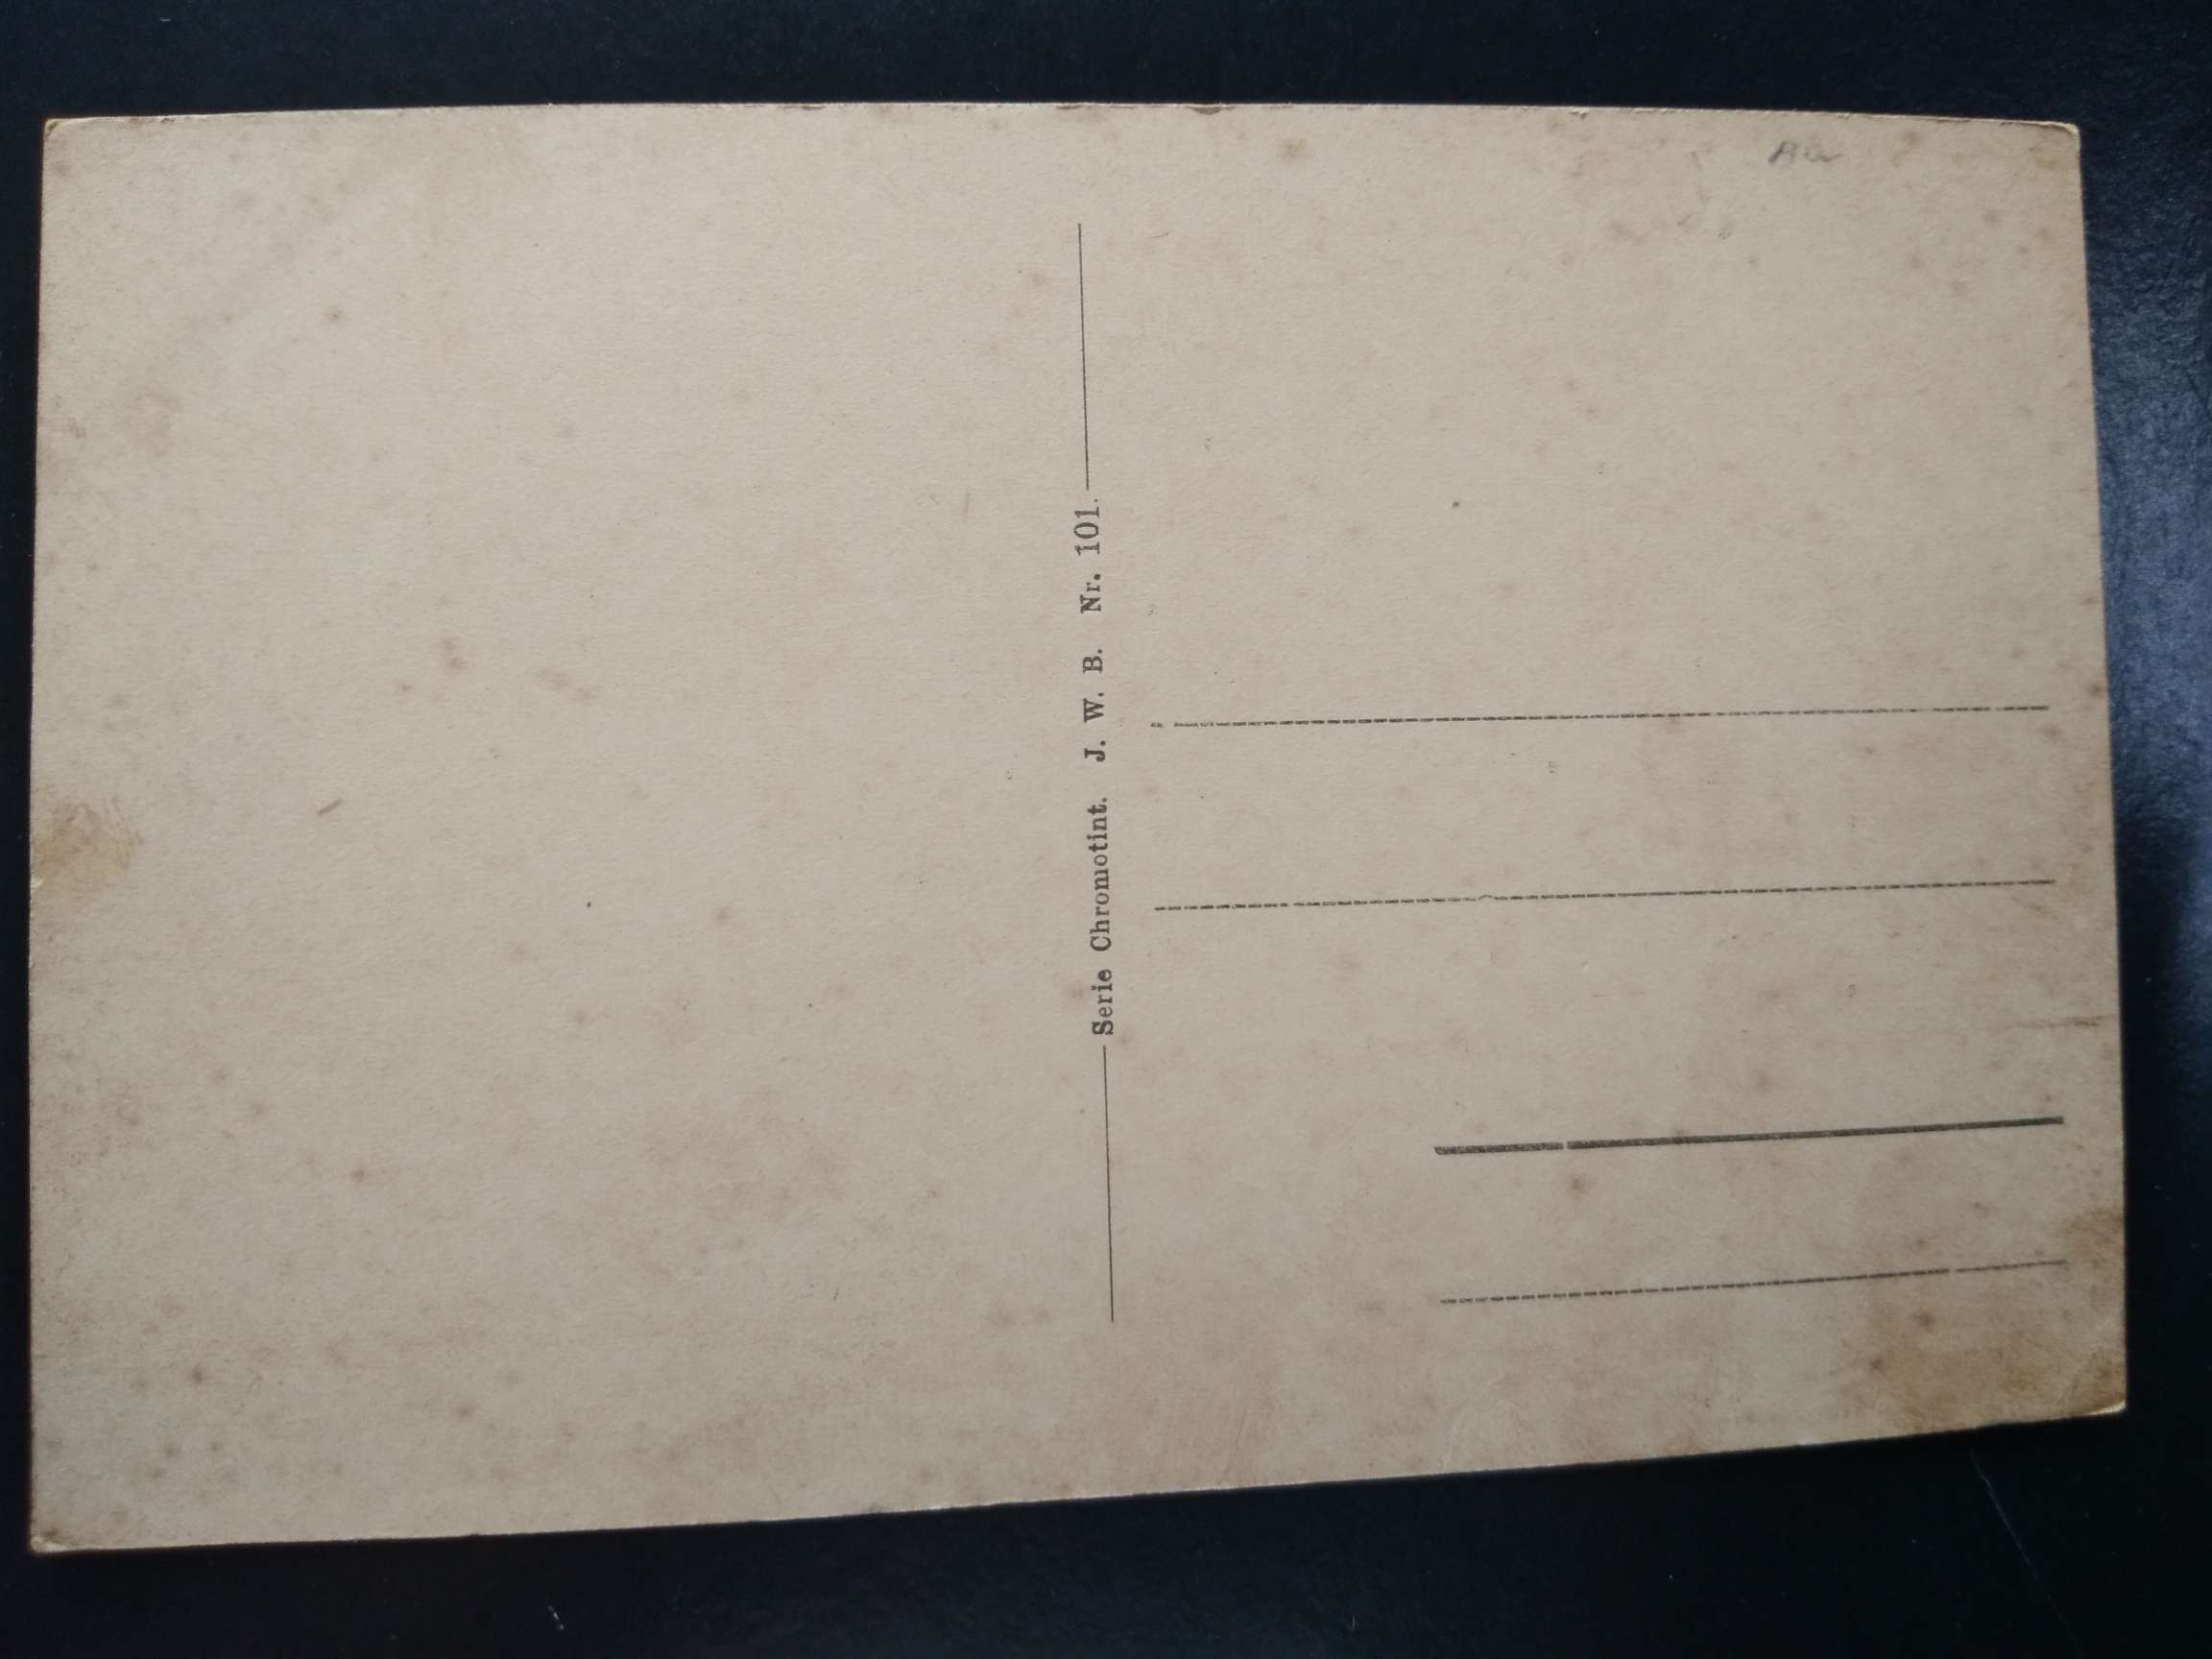 Serie Chromotint. J. W. B. Nr. 101.